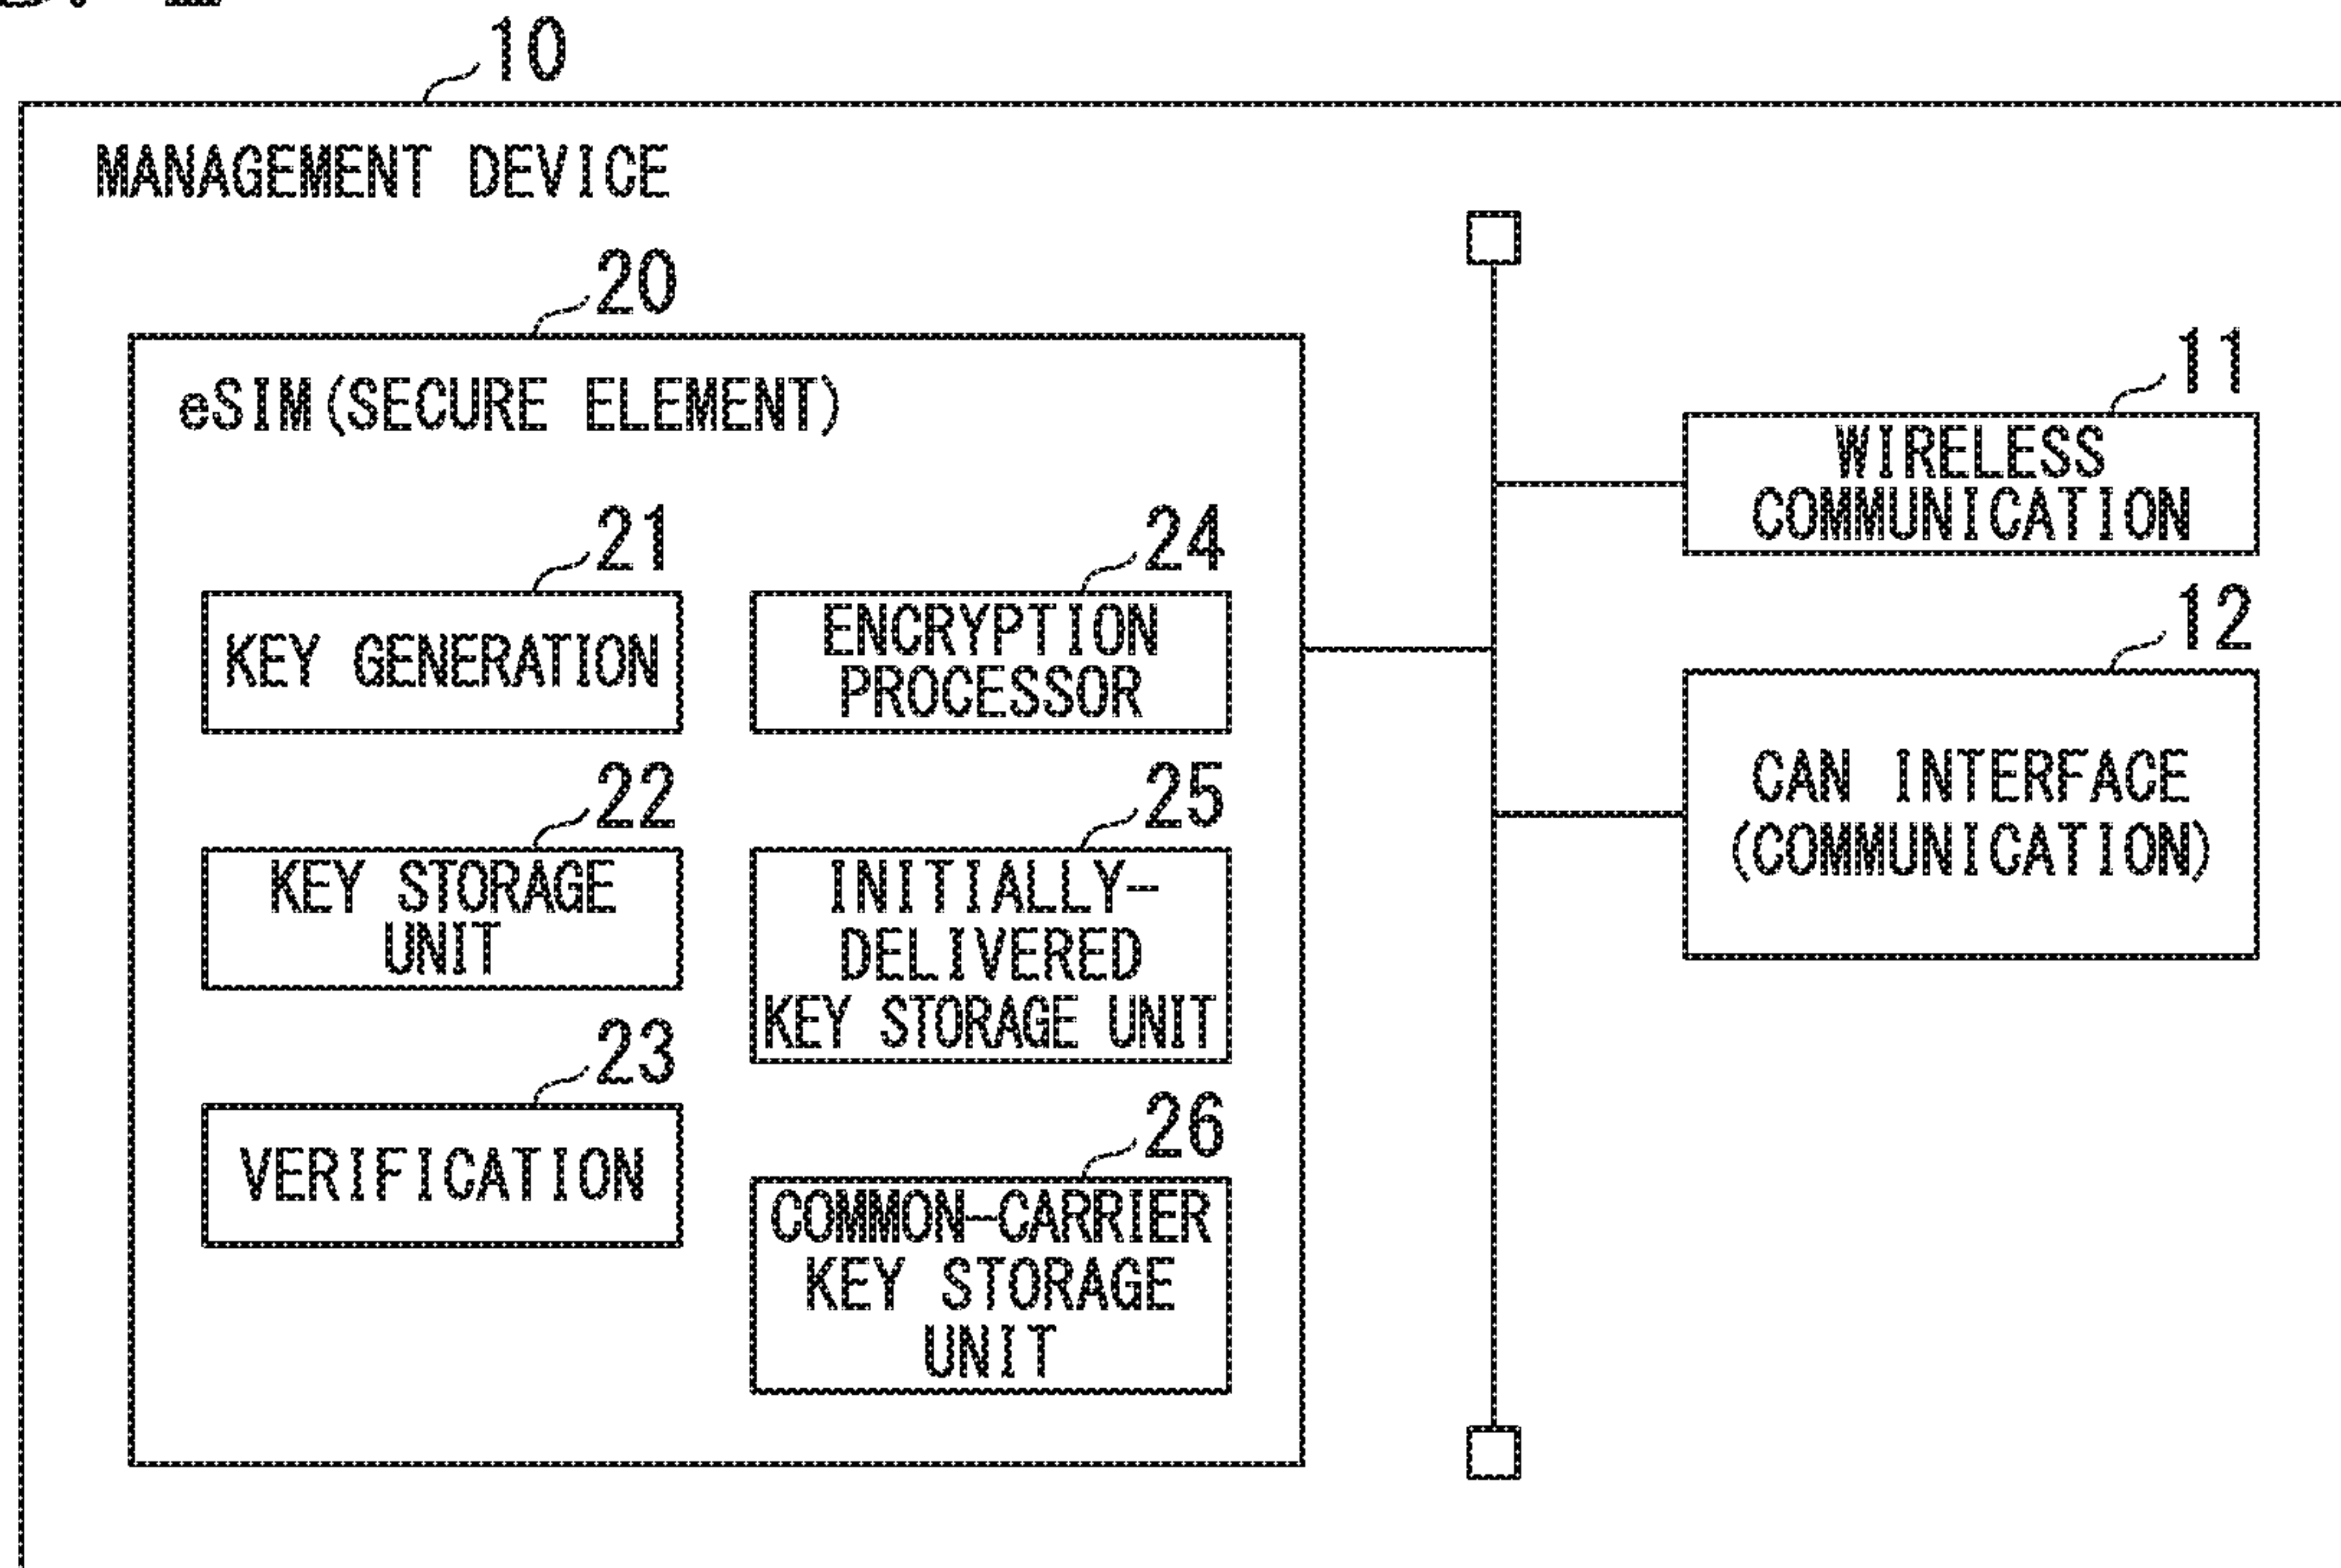 10
MANAGEMENT DEVICE
20
eSIM(SECURE ELEMENT)
21
KEY GENERATION
22
KEY STORAGE
UNIT
23
VERIFICATION
24
ENCRYPTION
PROCESSOR
25
INITIALLY-
DELIVERED
KEY STORAGE UNIT
26
COMMON-CARRIER
KEY STORAGE
UNIT
11
WIRELESS
COMMUNICATION
12
CAN INTERFACE
(COMMUNICATION)